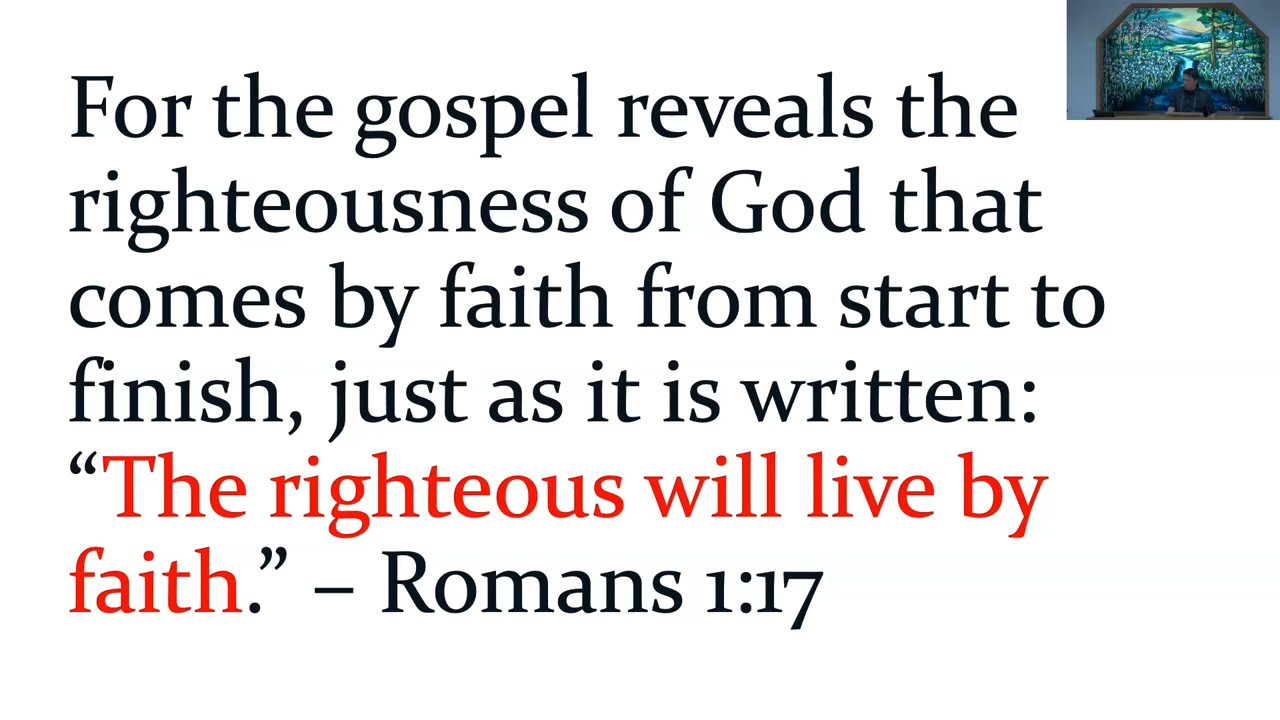 For the gospel reveals the
righteousness of God that
comes by faith from start to
finish, just as it is written:
“The righteous will live by
faith.” – Romans 1:17